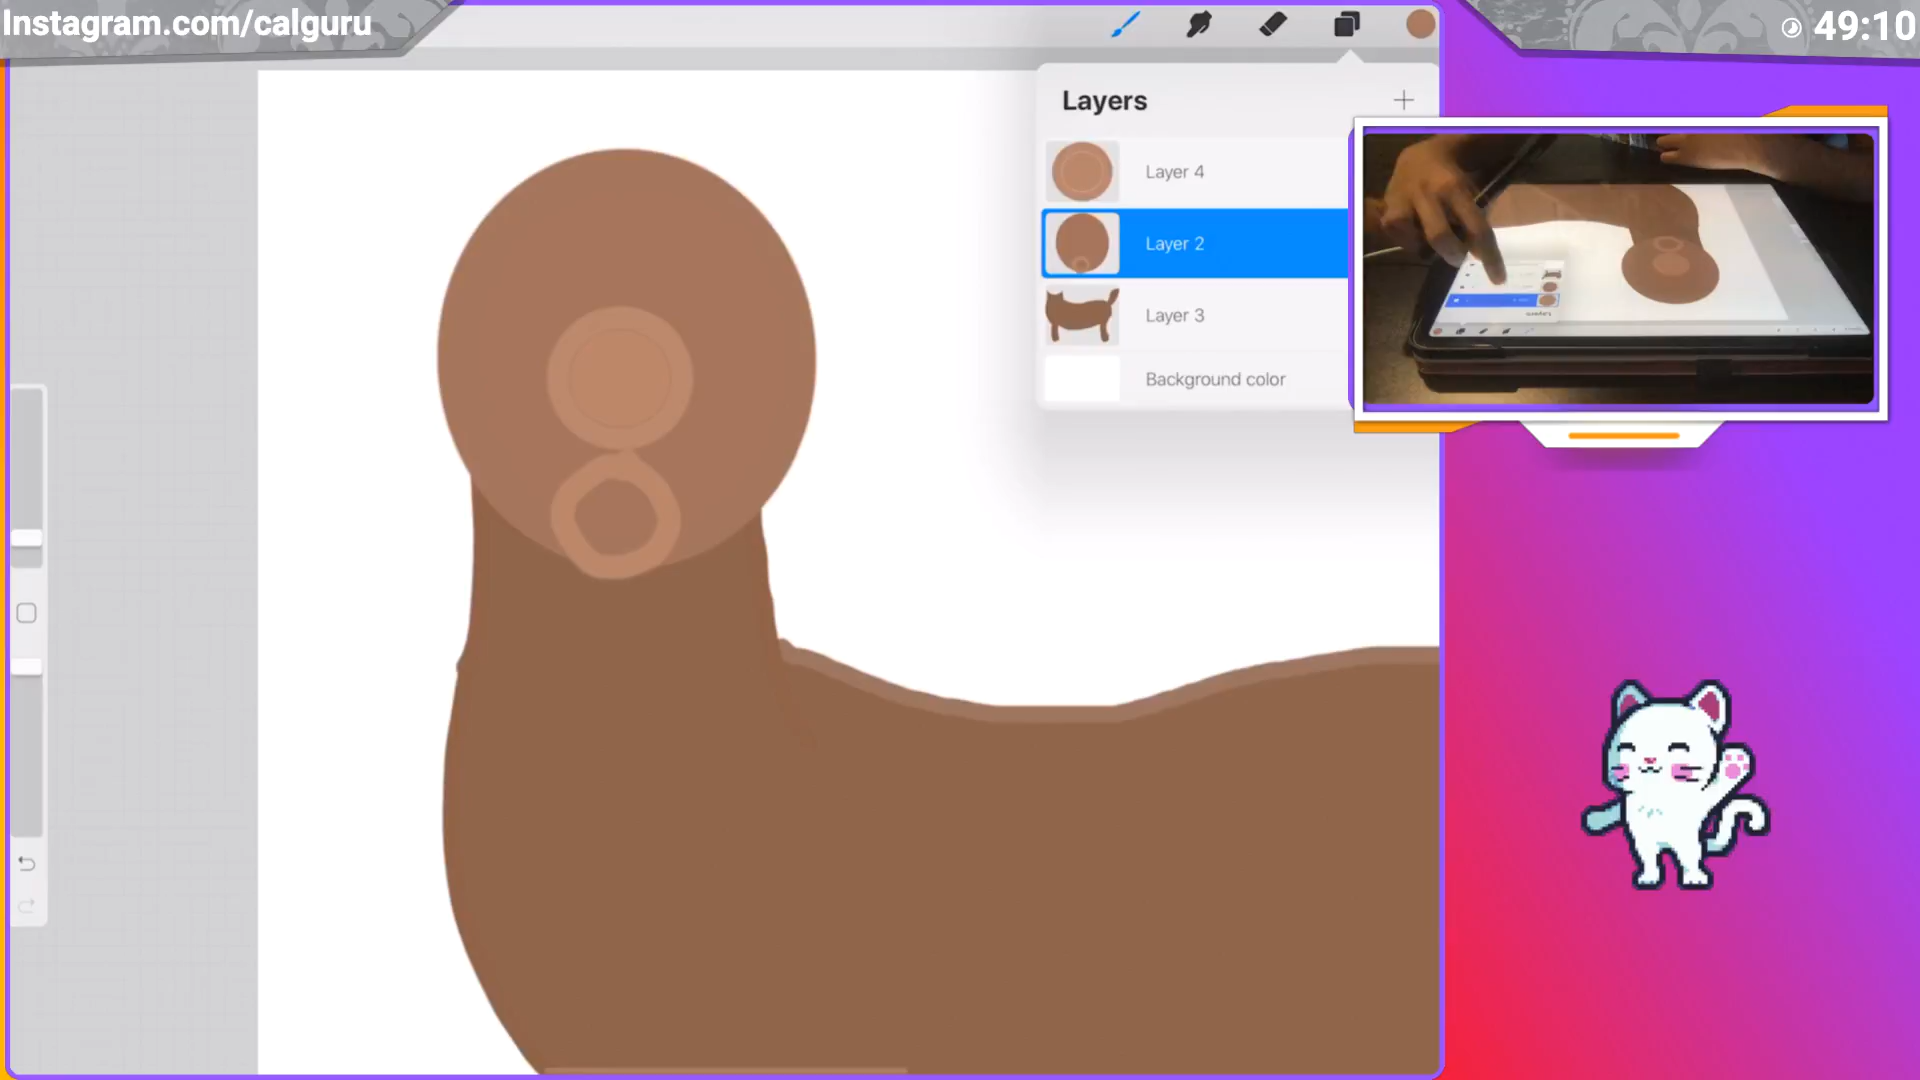 Instagram.com/calguru
49:10
Layers
Layer 4
Layer 2
Layer 3
Background color